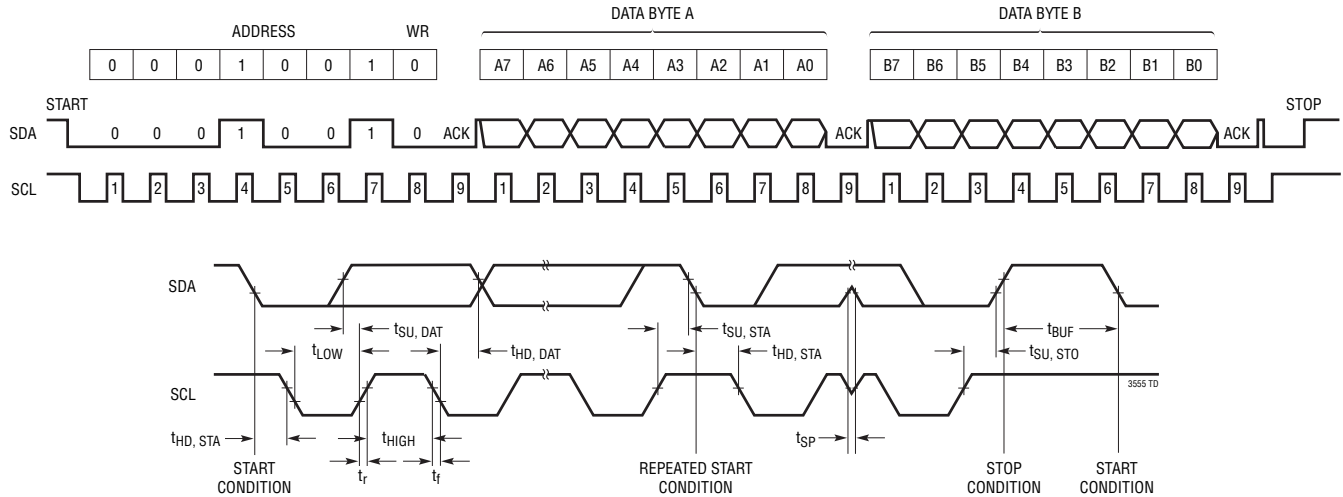 DATA BYTE A DATA BYTE B
ADDRESS WR
0 0 0 1 0 0 1 0 A7 A6 A5 A4 A3 A2 A1 A0 B7 B6 B5 B4 B3 B2 B1 B0
START STOP
SDA 0 0 0 1 0 0 1 0 ACK ACK ACK
SCL 1 2 3 4 5 6 7 8 9 1 2 3 4 5 6 7 8 9 1 2 3 4 5 6 7 8 9
SDA
tSU, DAT tSU, STA tBUF
tLOW tHD, DAT tHD, STA tSU, STO
SCL 3555 TD
tHD, STA tHIGH tSP
tr tf
START CONDITION REPEATED START CONDITION STOP CONDITION START CONDITION